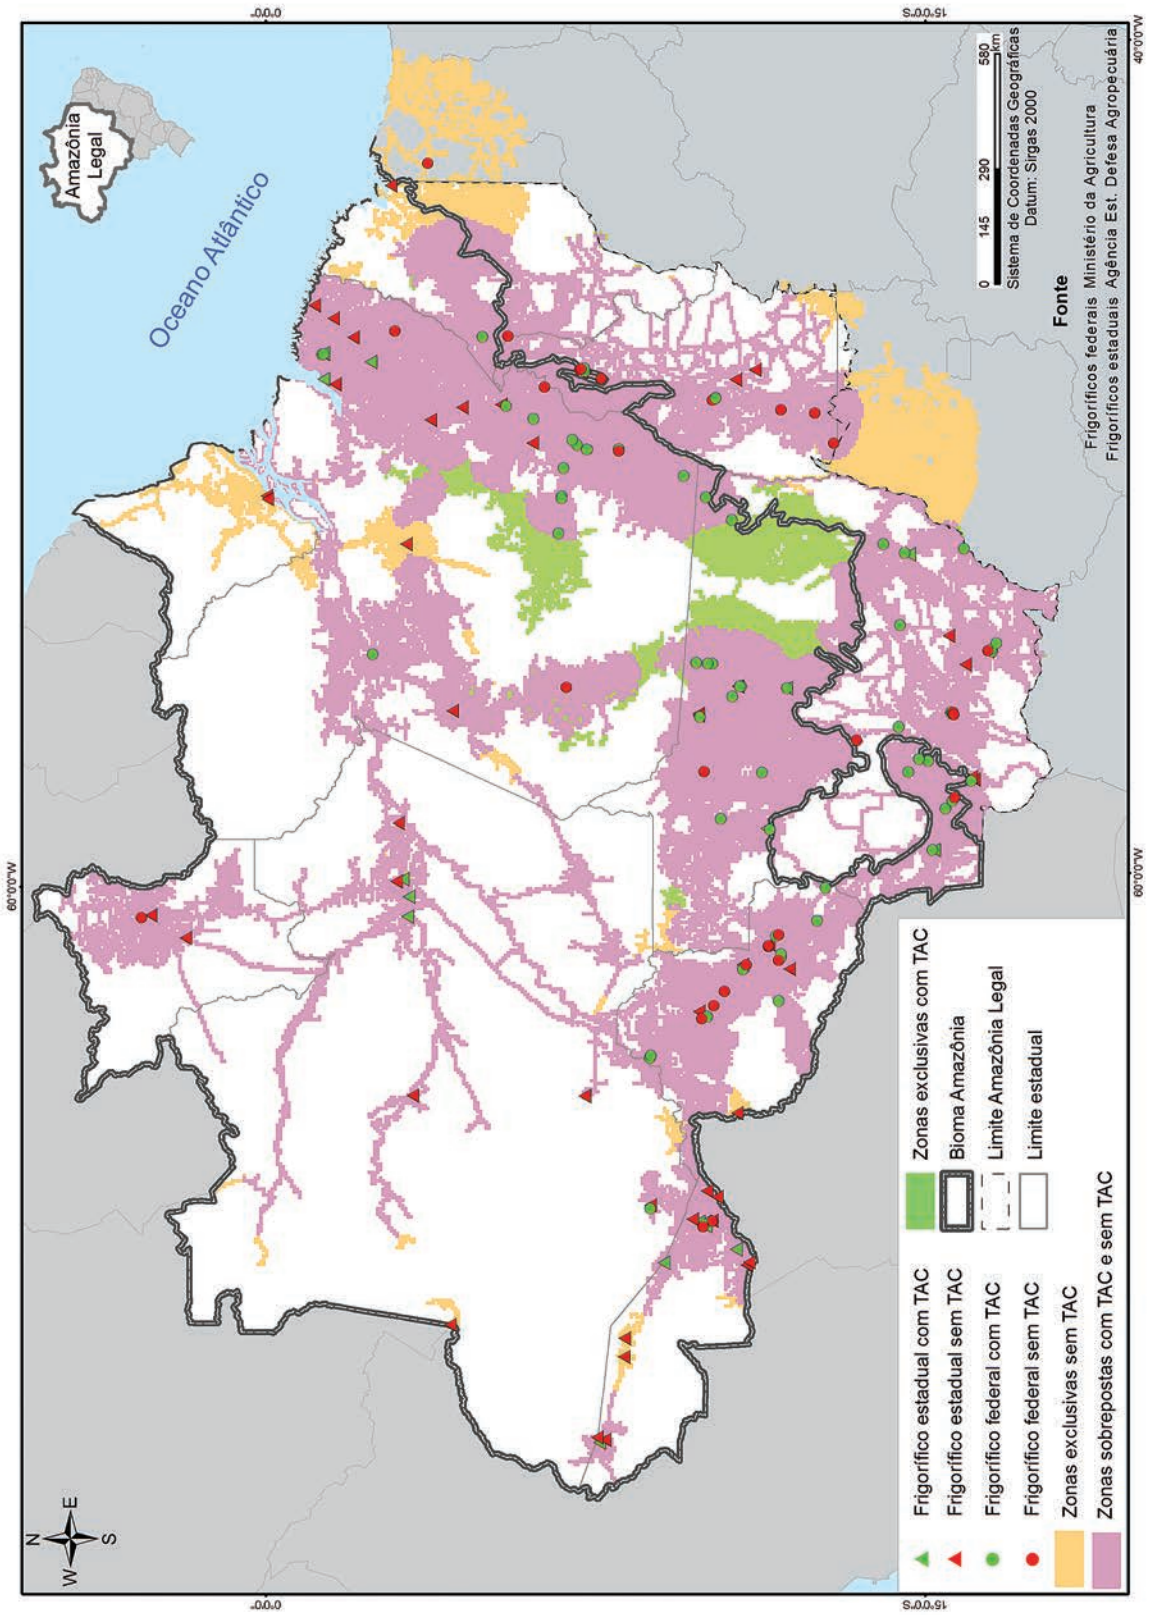 N
W
E
S
0°0'0"
15°0'0"S
40°0'0"W
60°0'0"W
0°0'0"
15°0'0"S
60°0'0"W
Oceano Atlântico
Amazônia
Legal
0 145 290 580
km
Sistema de Coordenadas Geográficas
Datum: Sirgas 2000
Fonte
Frigoríficos federais Ministério da Agricultura
Frigoríficos estaduais Agência Est. Defesa Agropecuária
Frigorífico estadual com TAC
Frigorífico estadual sem TAC
Frigorífico federal com TAC
Frigorífico federal sem TAC
Zonas exclusivas sem TAC
Zonas sobrepostas com TAC e sem TAC
Zonas exclusivas com TAC
Bioma Amazônia
Limite Amazônia Legal
Limite estadual